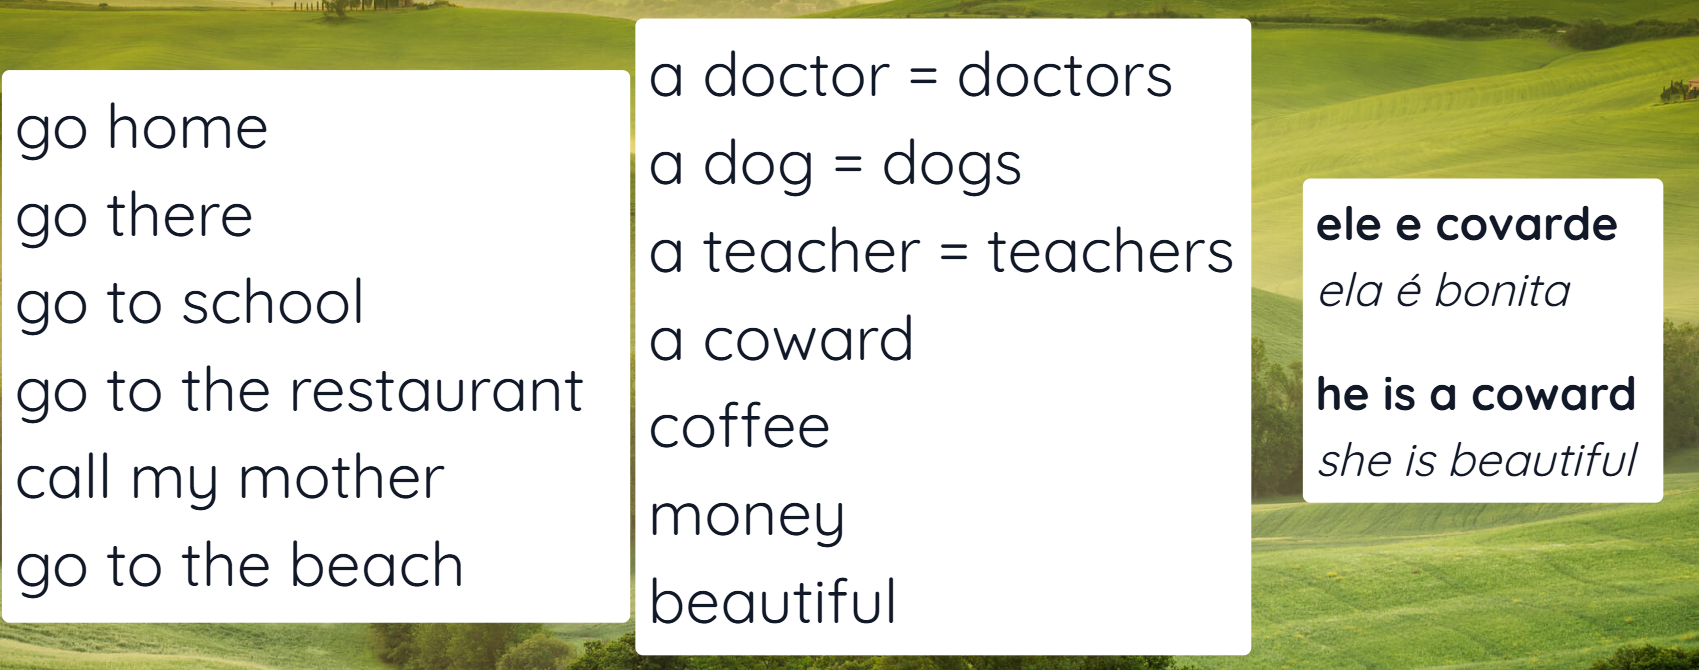 go home
go there
go to school
go to the restaurant
call my mother
go to the beach
a doctor = doctors
a dog = dogs
a teacher = teachers
a coward
coffee
money
beautiful
ele e covarde
ela é bonita
he is a coward
she is beautiful